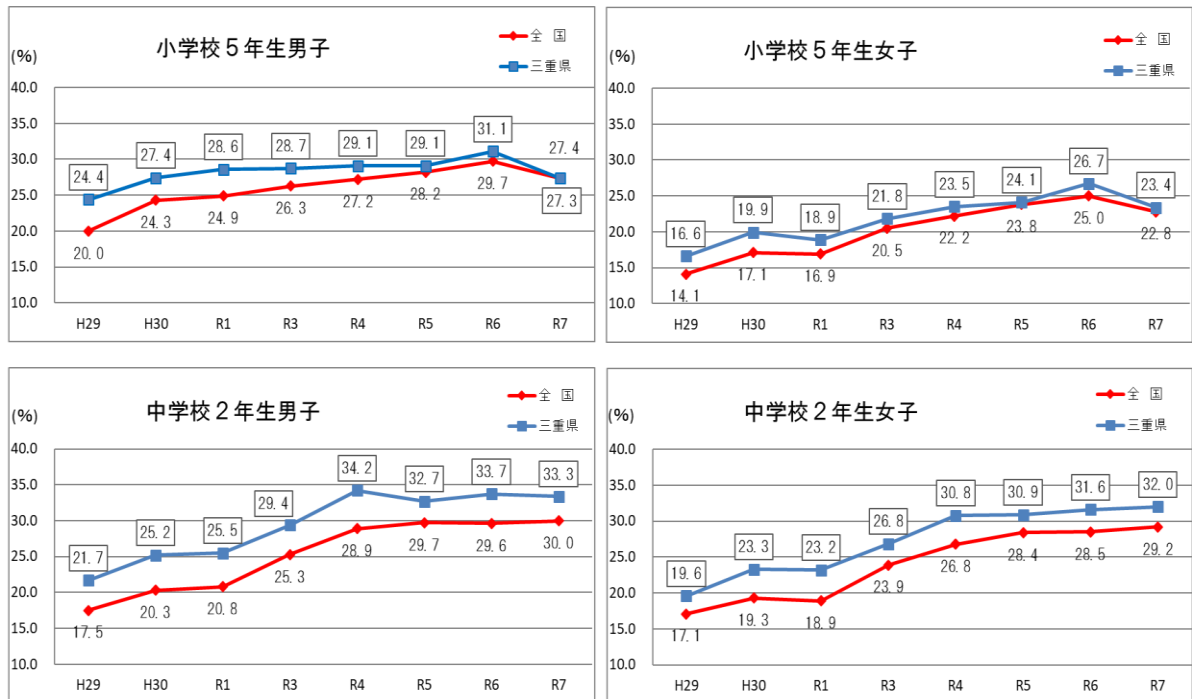 小学校5年生男子
全 国
三重県
(%)
40.0
35.0
30.0
25.0
20.0
15.0
10.0
24.4 27.4 28.6 28.7 29.1 29.1 31.1 27.4
20.0 24.3 24.9 26.3 27.2 28.2 29.7 27.3
H29 H30 R1 R3 R4 R5 R6 R7
小学校5年生女子
全 国
三重県
(%)
40.0
35.0
30.0
25.0
20.0
15.0
10.0
16.6 19.9 18.9 21.8 23.5 24.1 26.7 23.4
14.1 17.1 16.9 20.5 22.2 23.8 25.0 22.8
H29 H30 R1 R3 R4 R5 R6 R7
中学校2年生男子
全 国
三重県
(%)
40.0
35.0
30.0
25.0
20.0
15.0
10.0
21.7 25.2 25.5 29.4 34.2 32.7 33.7 33.3
17.5 20.3 20.8 25.3 28.9 29.7 29.6 30.0
H29 H30 R1 R3 R4 R5 R6 R7
中学校2年生女子
全 国
三重県
(%)
40.0
35.0
30.0
25.0
20.0
15.0
10.0
19.6 23.3 23.2 26.8 30.8 30.9 31.6 32.0
17.1 19.3 18.9 23.9 26.8 28.4 28.5 29.2
H29 H30 R1 R3 R4 R5 R6 R7